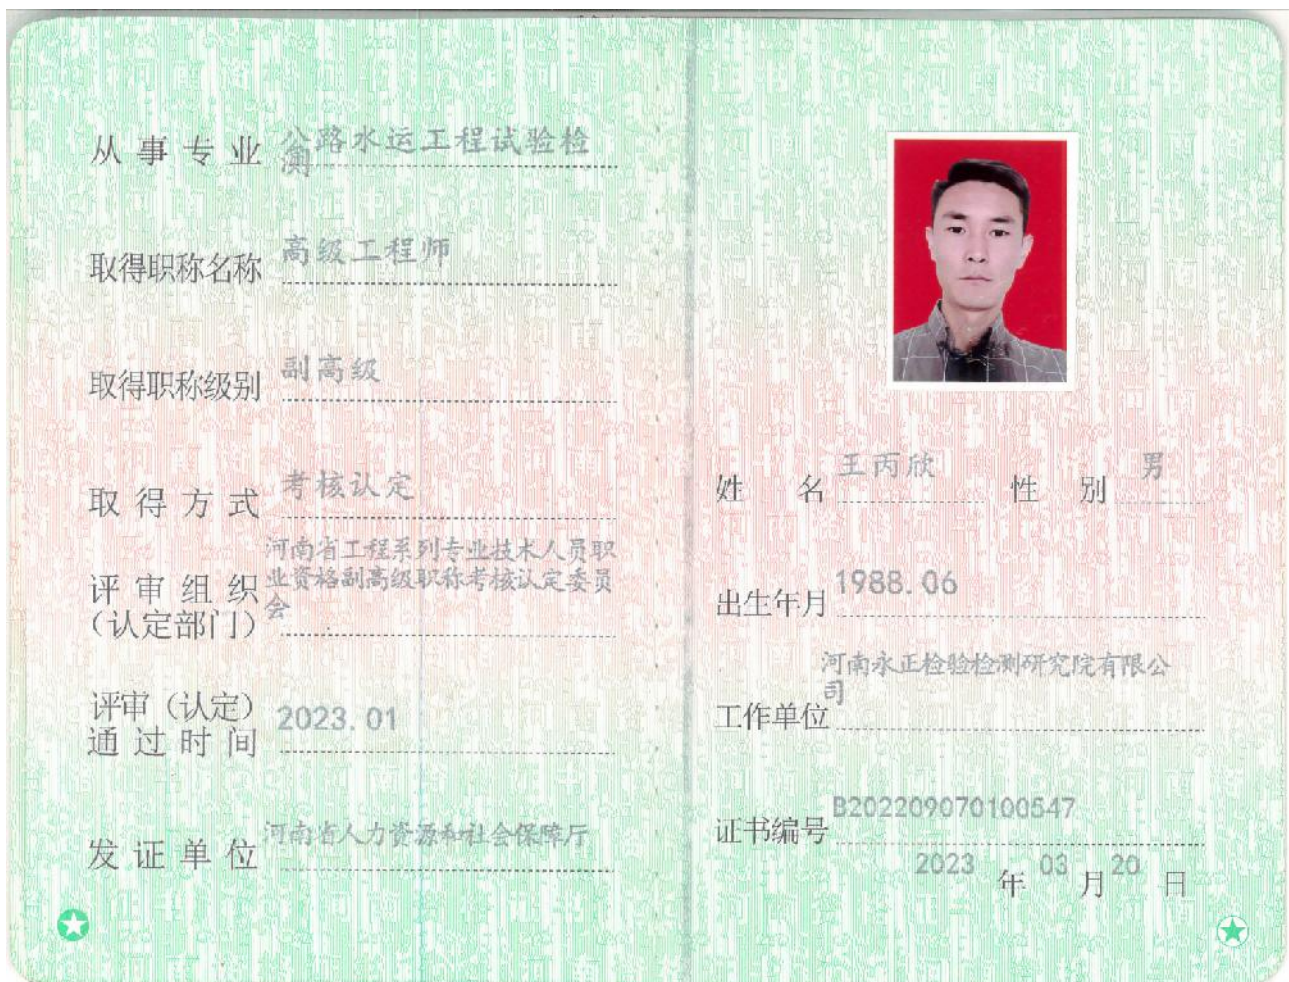 从事专业 公路水运工程试验检
测
取得职称名称 高级工程师
取得职称级别 副高级
取得方式 考核认定
河南省工程系列专业技术人员职
评审组织 业资格副高级职称考核认定委员
(认定部门) 会
评审（认定）
通过时间 2023.01
发证单位 河南省人力资源和社会保障厅
姓名 王丙欣 性别 男
出生年月 1988.06
河南永正检验检测研究院有限公
工作单位 司
证书编号 B202209070100547
2023 年 03 月 20 日